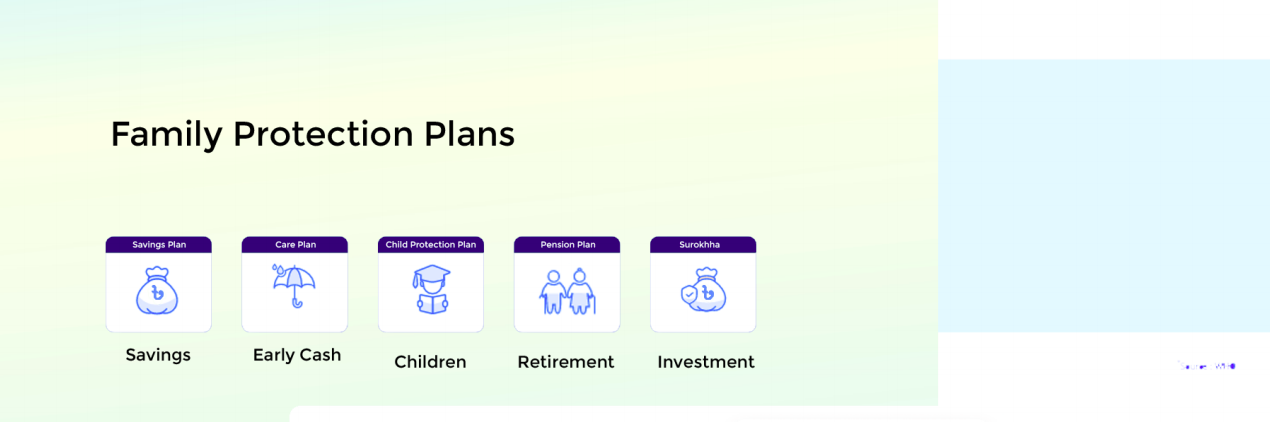 Family Protection Plans
Savings Plan
Care Plan
Child Protection Plan
Pension Plan
Surokhha
৳
৳
Savings
Early Cash
Children
Retirement
Investment